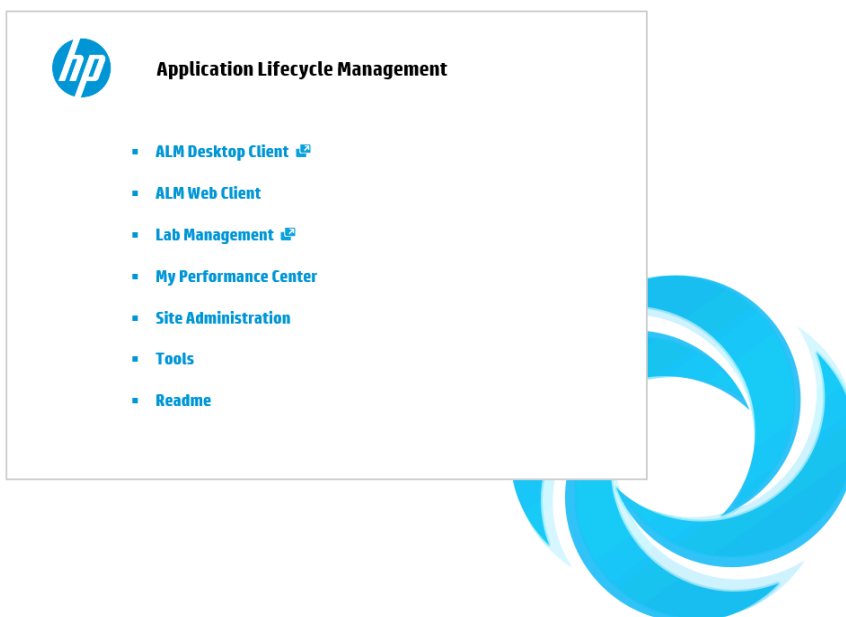 hp
Application Lifecycle Management
ALM Desktop Client
ALM Web Client
Lab Management
My Performance Center
Site Administration
Tools
Readme